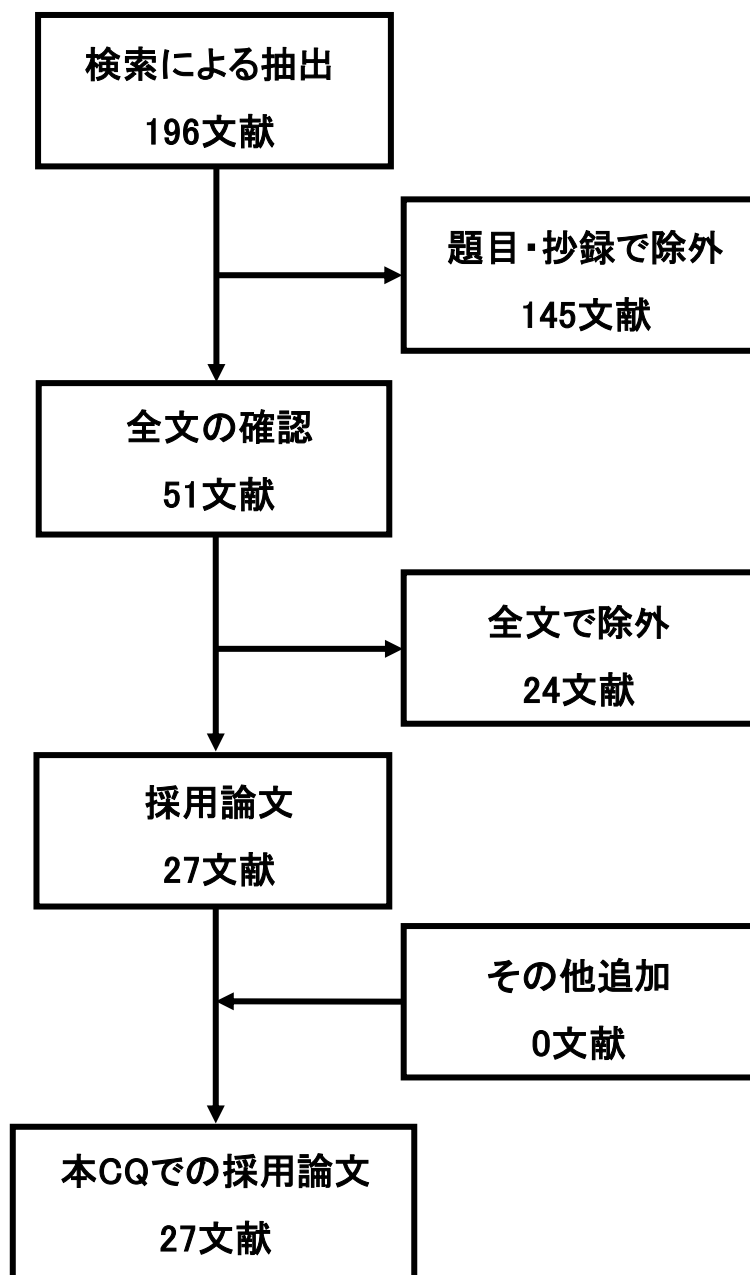 検索による抽出
196文献
題目・抄録で除外
145文献
全文の確認
51文献
全文で除外
24文献
採用論文
27文献
その他追加
0文献
本CQでの採用論文
27文献